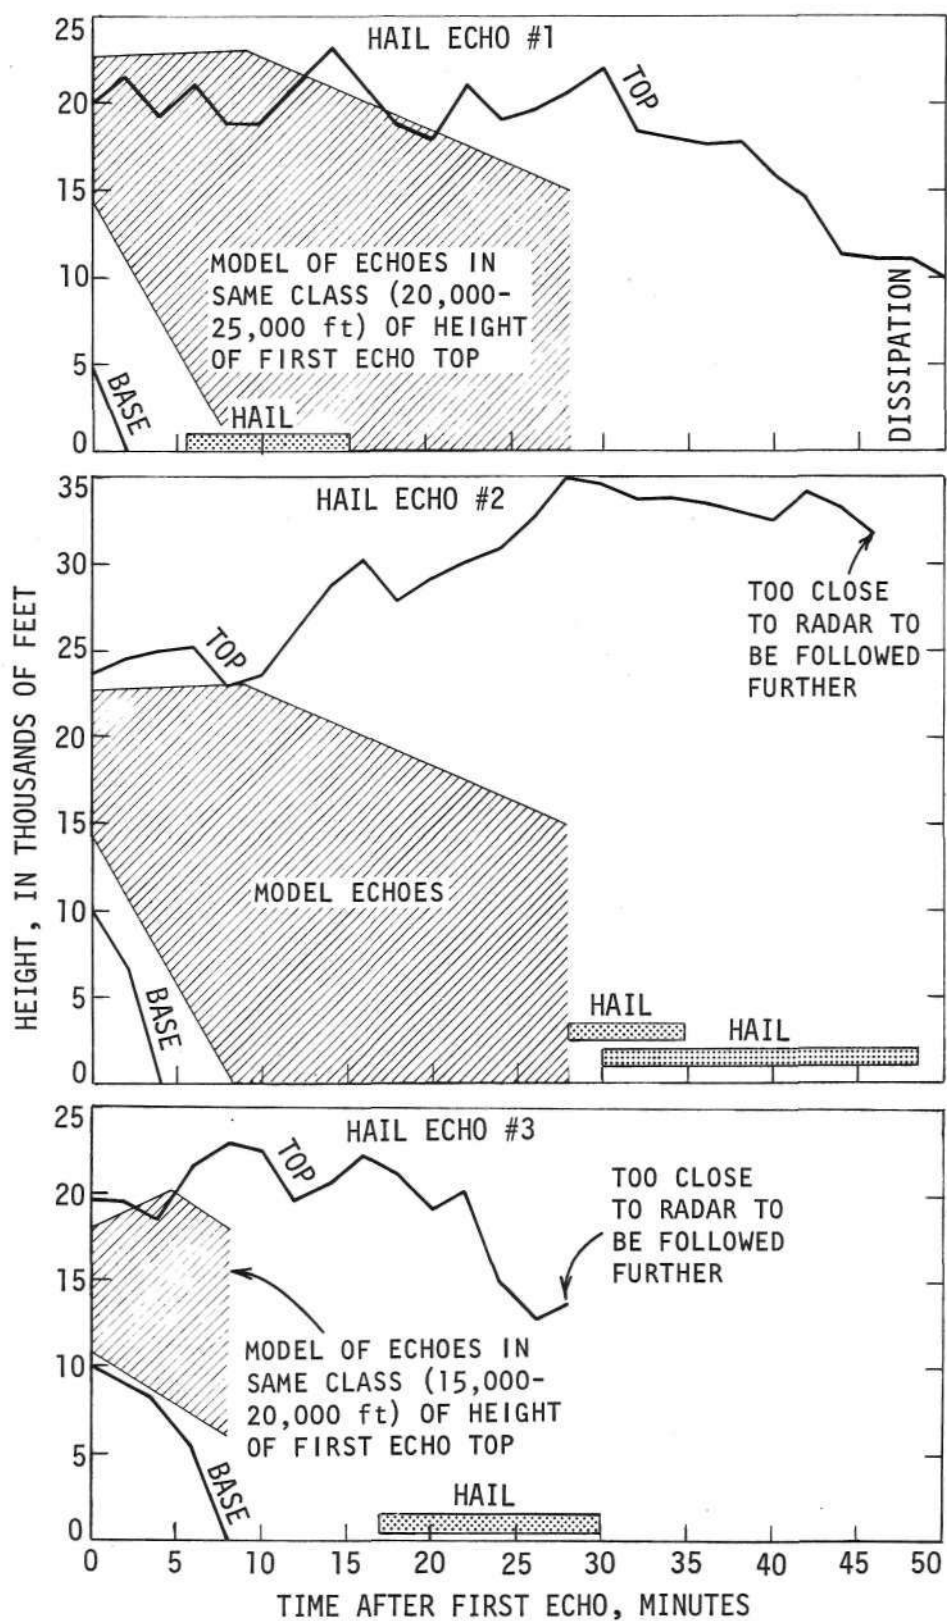 25
HAIL ECHO #1
TOP
20
15
MODEL OF ECHOES IN
SAME CLASS (20,000-
25,000 ft) OF HEIGHT
OF FIRST ECHO TOP
10
5
BASE
HAIL
DISSIPATION
0
35
HAIL ECHO #2
30
TOO CLOSE
TO RADAR TO
BE FOLLOWED
FURTHER
TOP
25
20
15
MODEL ECHOES
10
5
BASE
HAIL
HAIL
0
HEIGHT, IN THOUSANDS OF FEET
25
HAIL ECHO #3
TOP
TOO CLOSE
TO RADAR TO
BE FOLLOWED
FURTHER
20
15
MODEL OF ECHOES IN
SAME CLASS (15,000-
20,000 ft) OF HEIGHT
OF FIRST ECHO TOP
10
5
BASE
HAIL
0
0 5 10 15 20 25 30 35 40 45 50
TIME AFTER FIRST ECHO, MINUTES